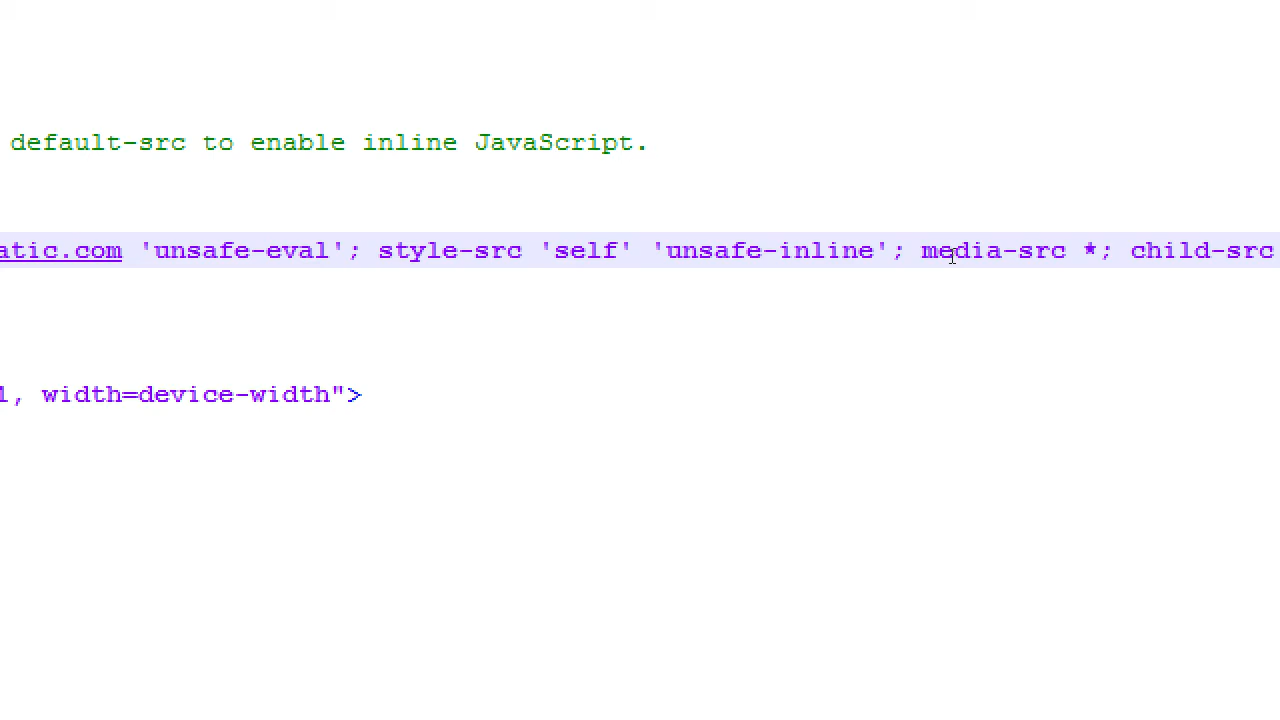 default-src to enable inline JavaScript.
atic.com 'unsafe-eval'; style-src 'self' 'unsafe-inline'; media-src *; child-src
1, width=device-width">